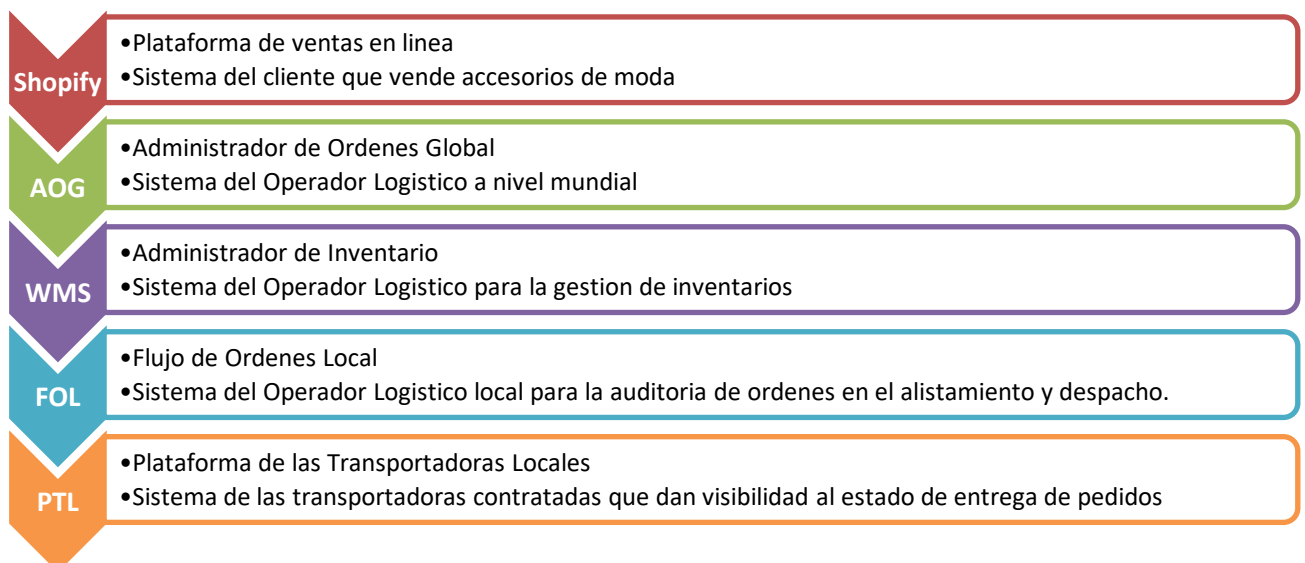 Shopify
•Plataforma de ventas en linea
•Sistema del cliente que vende accesorios de moda
AOG
•Administrador de Ordenes Global
•Sistema del Operador Logistico a nivel mundial
WMS
•Administrador de Inventario
•Sistema del Operador Logistico para la gestion de inventarios
FOL
•Flujo de Ordenes Local
•Sistema del Operador Logistico local para la auditoria de ordenes en el alistamiento y despacho.
PTL
•Plataforma de las Transportadoras Locales
•Sistema de las transportadoras contratadas que dan visibilidad al estado de entrega de pedidos